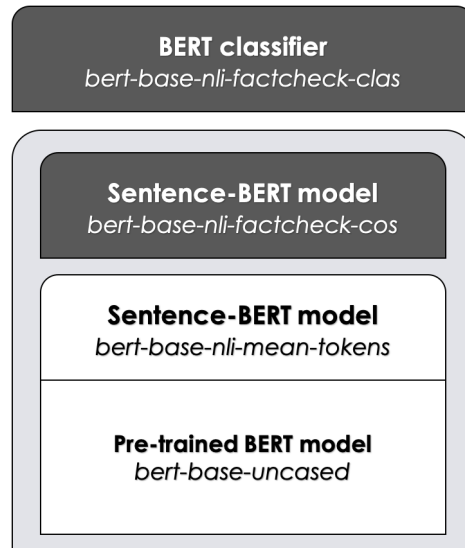 BERT classifier
bert-base-nli-factcheck-clas
Sentence-BERT model
bert-base-nli-factcheck-cos
Sentence-BERT model
bert-base-nli-mean-tokens
Pre-trained BERT model
bert-base-uncased